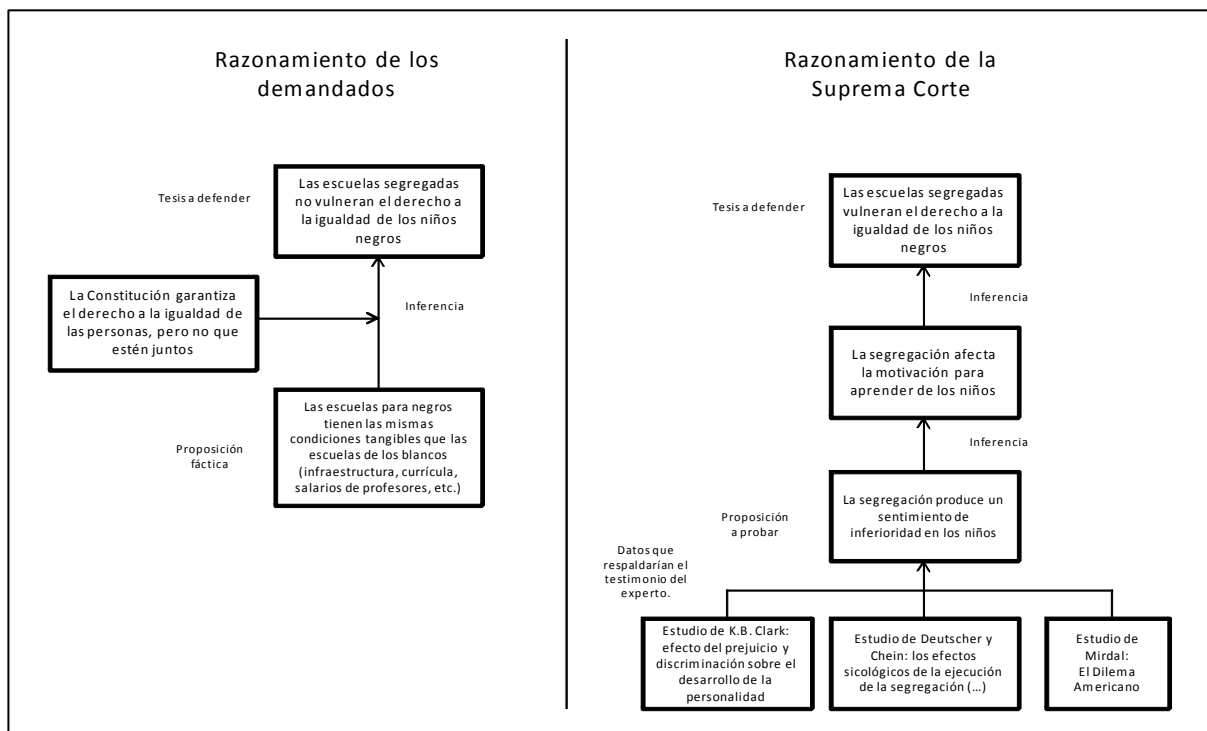 Razonamiento de los
demandados
Tesis a defender
Las escuelas segregadas
no vulneran el derecho a
la igualdad de los niños
negros
La Constitución garantiza
el derecho a la igualdad de
las personas, pero no que
estén juntos
Inferencia
Proposición
fáctica
Las escuelas para negros
tienen las mismas
condiciones tangibles que las
escuelas de los blancos
(infraestructura, currícula,
salarios de profesores, etc.)
Razonamiento de la
Suprema Corte
Tesis a defender
Las escuelas segregadas
vulneran el derecho a la
igualdad de los niños
negros
Inferencia
La segregación afecta
la motivación para
aprender de los niños
Inferencia
Proposición
a probar
La segregación produce un
sentimiento de
inferioridad en los niños
Datos que
respaldarían el
testimonio del
experto.
Estudio de K.B. Clark:
efecto del prejuicio y
discriminación sobre el
desarrollo de la
personalidad
Estudio de Deutscher y
Chein: los efectos
sicológicos de la ejecución
de la segregación (...)
Estudio de
Mirdal:
El Dilema
Americano